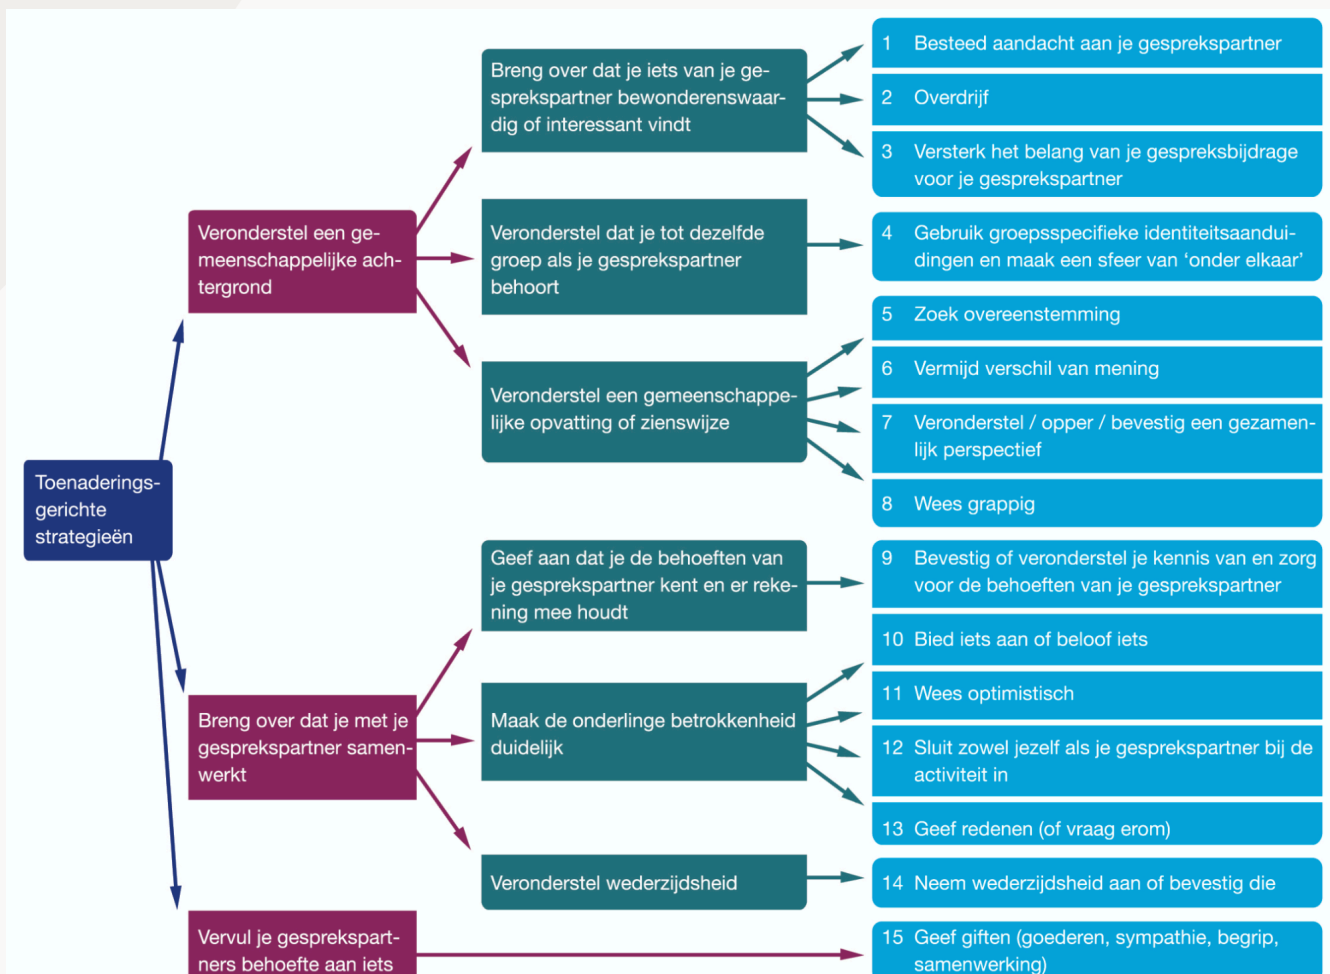 Toenaderings-
gerichte
strategieën
Veronderstel een ge-
meenschappelijke ach-
tergrond
Breng over dat je iets van je ge-
sprekspartner bewonderenswaar-
dig of interessant vindt
1 Besteed aandacht aan je gesprekspartner
2 Overdrijf
3 Versterk het belang van je gespreksbijdrage
voor je gesprekspartner
Veronderstel dat je tot dezelfde
groep als je gesprekspartner
behoort
4 Gebruik groepsspecifieke identiteitsaandui-
dingen en maak een sfeer van ‘onder elkaar’
Veronderstel een gemeenschappe-
lijke opvatting of zienswijze
5 Zoek overeenstemming
6 Vermijd verschil van mening
7 Veronderstel / opper / bevestig een gezamen-
lijk perspectief
8 Wees grappig
Breng over dat je met je
gesprekspartner samen-
werkt
Geef aan dat je de behoeften van
je gesprekspartner kent en er reke-
ning mee houdt
9 Bevestig of veronderstel je kennis van en zorg
voor de behoeften van je gesprekspartner
Maak de onderlinge betrokkenheid
duidelijk
10 Bied iets aan of beloof iets
11 Wees optimistisch
12 Sluit zowel jezelf als je gesprekspartner bij de
activiteit in
13 Geef redenen (of vraag erom)
Veronderstel wederzijdsheid
14 Neem wederzijdsheid aan of bevestig die
Vervul je gesprekspart-
ners behoefte aan iets
15 Geef giften (goederen, sympathie, begrip,
samenwerking)